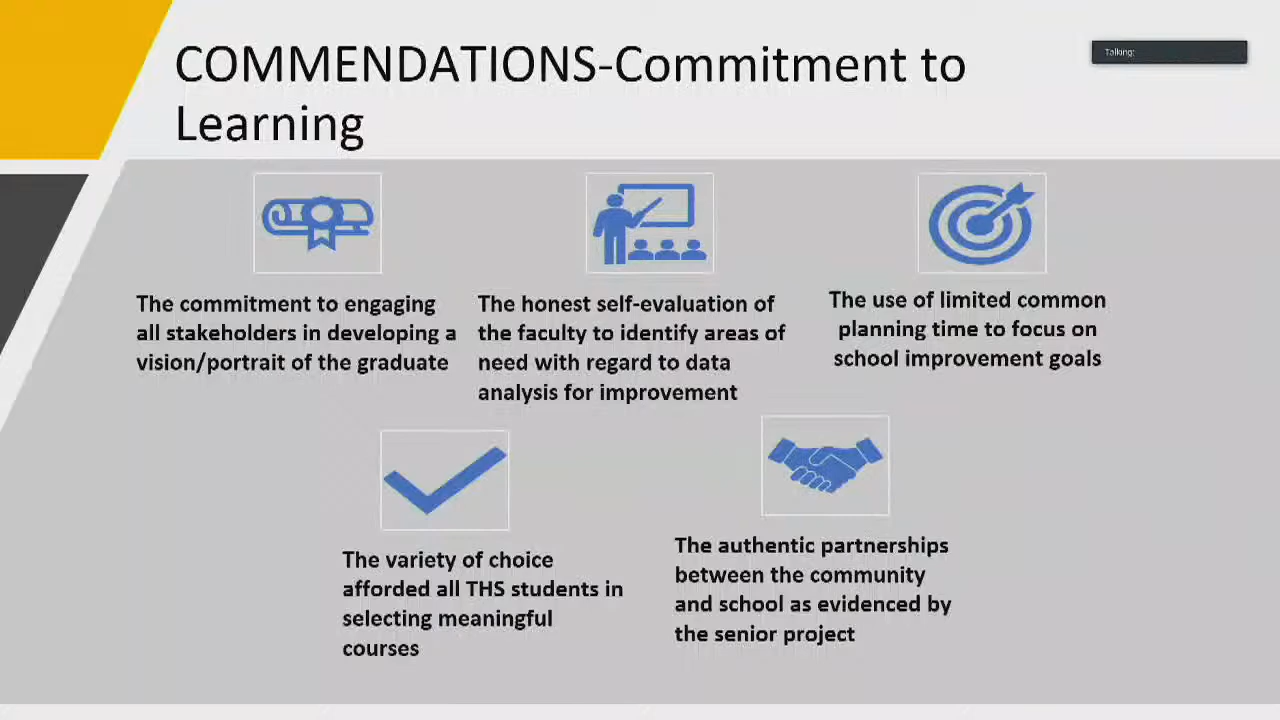 COMMENDATIONS-Commitment to
Learning
Talking:
The commitment to engaging
all stakeholders in developing a
vision/portrait of the graduate
The honest self-evaluation of
the faculty to identify areas of
need with regard to data
analysis for improvement
The use of limited common
planning time to focus on
school improvement goals
The variety of choice
afforded all THS students in
selecting meaningful
courses
The authentic partnerships
between the community
and school as evidenced by
the senior project